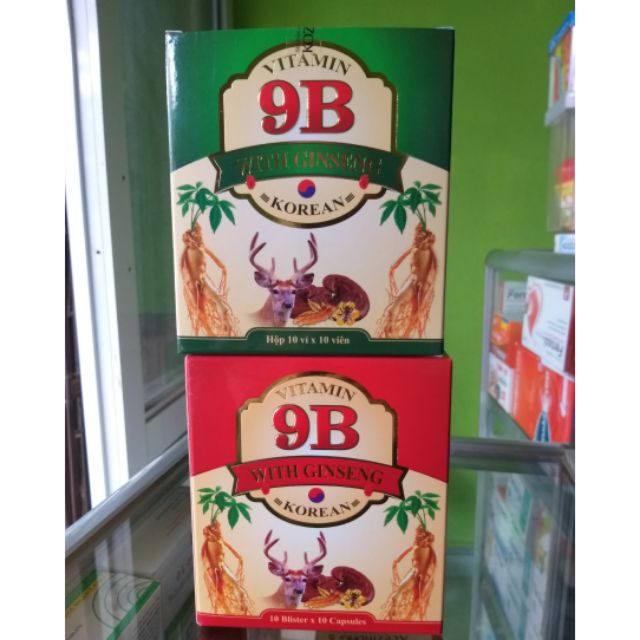 VITAMIN
9B
WITH GINSENG
KOREAN
Hộp 10 vỉ x 10 viên
VITAMIN
9B
WITH GINSENG
KOREAN
10 Blister x 10 Capsules